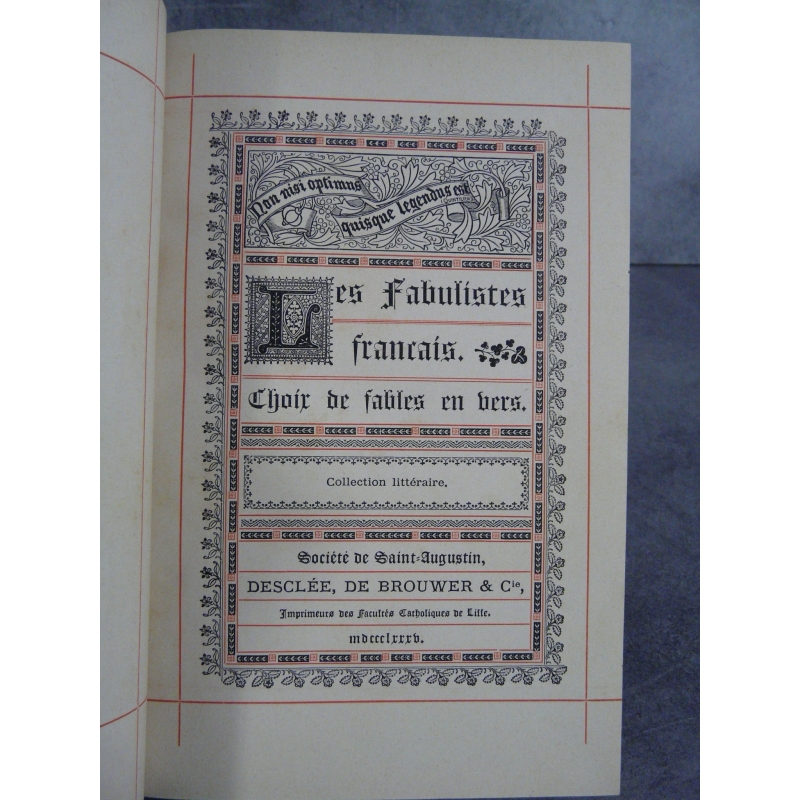 Non nisi optimus
quisque legendus est
Les Fabulistes
francais.
Choix de fables en vers.
Collection littéraire.
Société de Saint-Augustin,
DESCLÉE, DE BROUWER & Cie,
Imprimeurs des Facultés Catholiques de Lille.
mdccclxxxv.